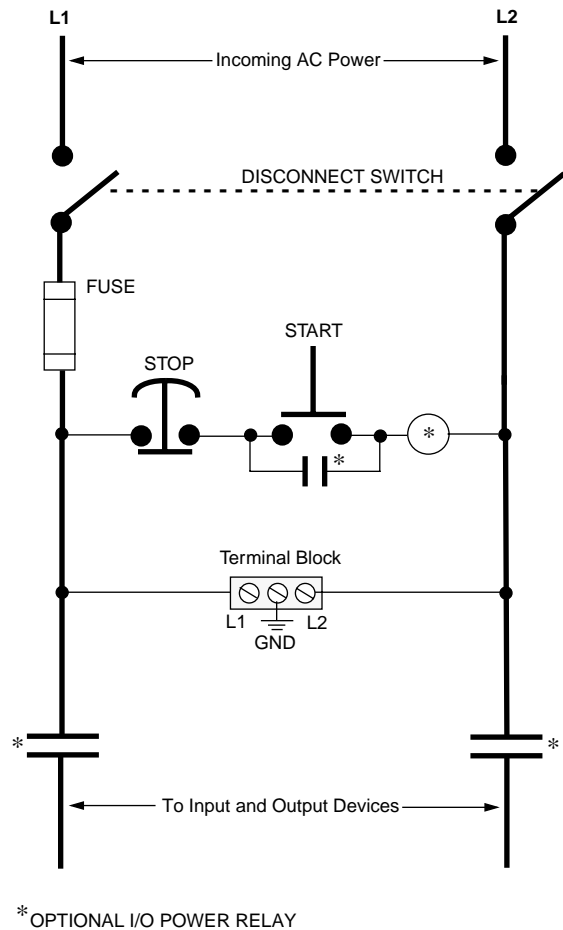 L1
L2
Incoming AC Power
DISCONNECT SWITCH
FUSE
START
STOP
*
*
Terminal Block
L1
L2
GND
*
*
To Input and Output Devices
*OPTIONAL I/O POWER RELAY